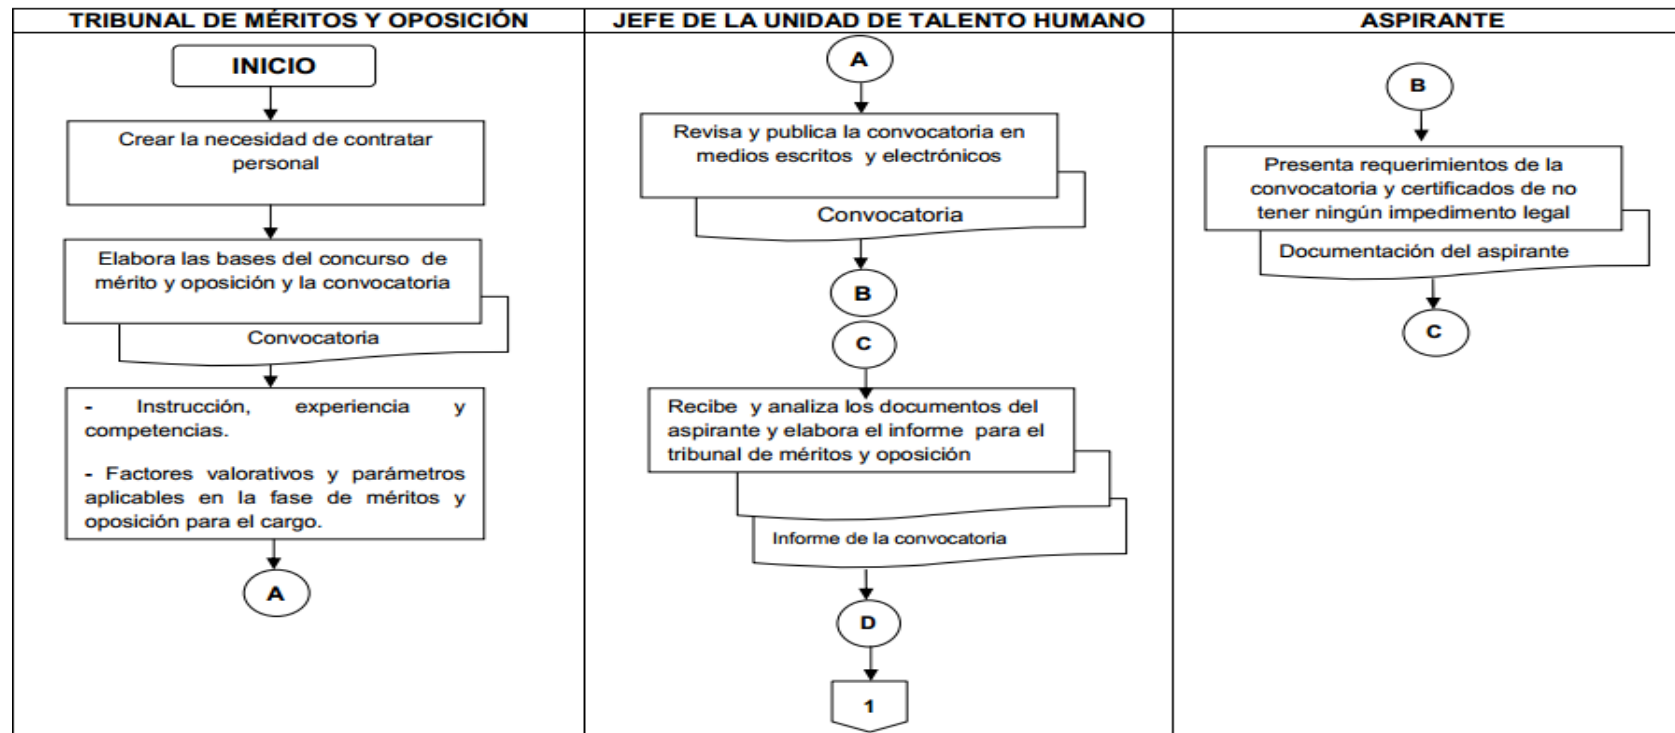 TRIBUNAL DE MÉRITOS Y OPOSICIÓN
INICIO
Crear la necesidad de contratar
personal
Elabora las bases del concurso de
mérito y oposición y la convocatoria
Convocatoria
- Instrucción, experiencia y
competencias.
- Factores valorativos y parámetros
aplicables en la fase de méritos y
oposición para el cargo.
A
JEFE DE LA UNIDAD DE TALENTO HUMANO
A
Revisa y publica la convocatoria en
medios escritos y electrónicos
Convocatoria
B
C
Recibe y analiza los documentos del
aspirante y elabora el informe para el
tribunal de méritos y oposición
Informe de la convocatoria
D
1
ASPIRANTE
B
Presenta requerimientos de la
convocatoria y certificados de no
tener ningún impedimento legal
Documentación del aspirante
C